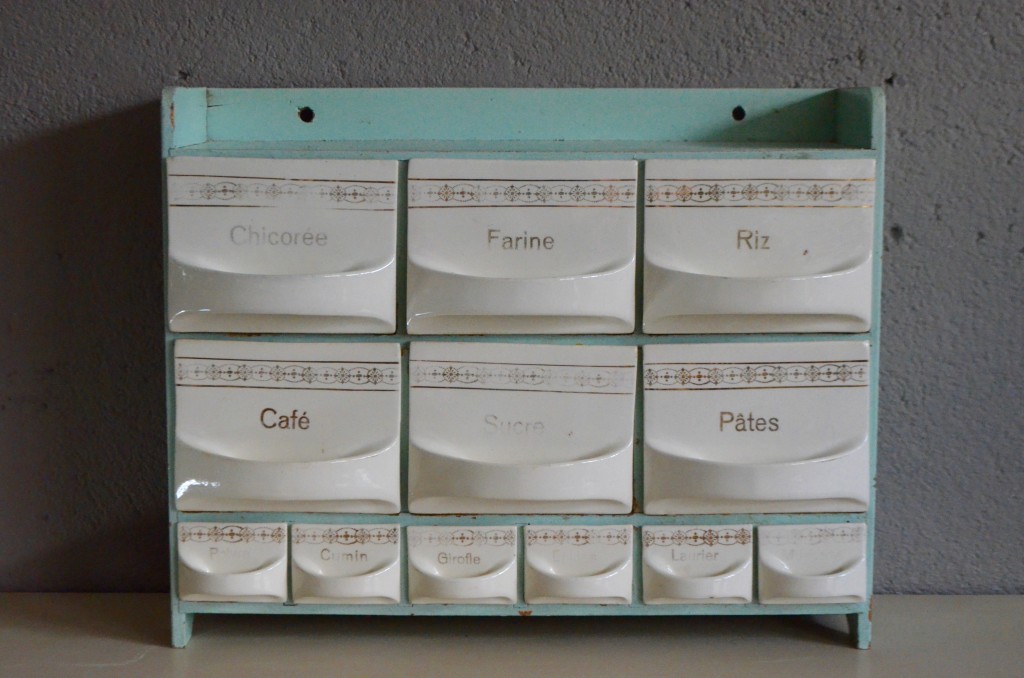 Chicorée
Farine
Riz
Café
Sucre
Pâtes
Cumin
Girofle
Laurier